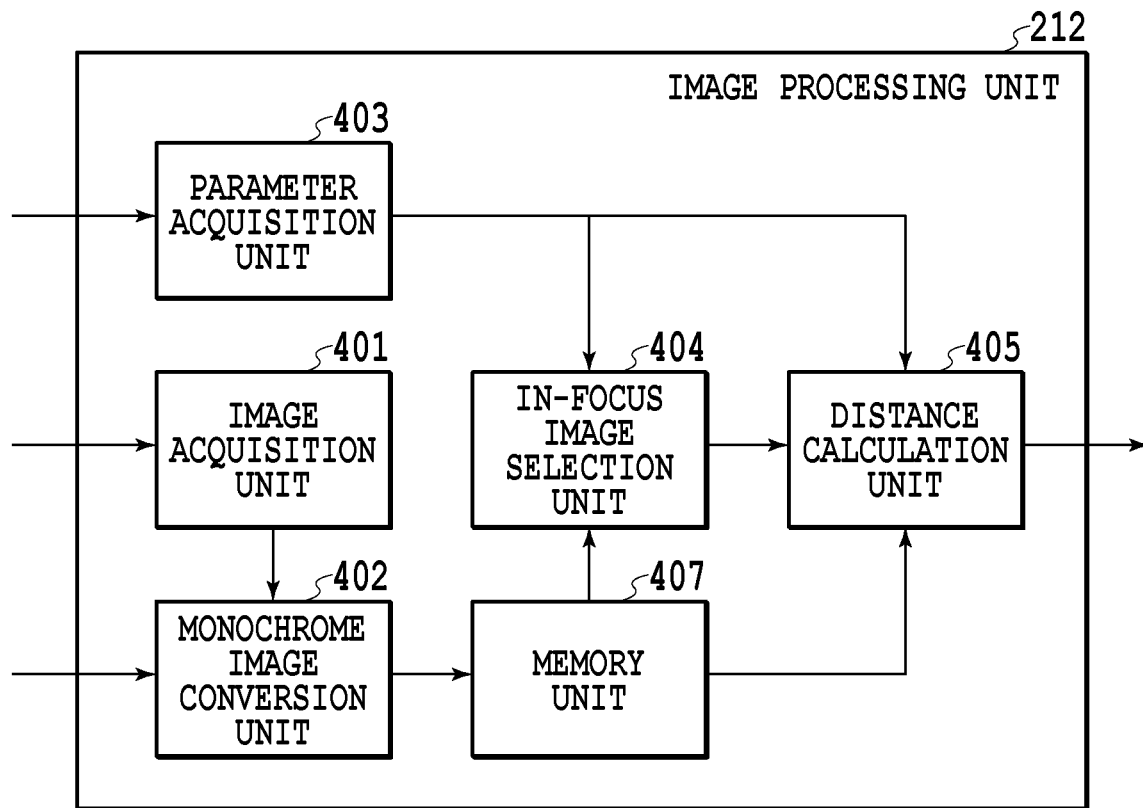 212
IMAGE PROCESSING UNIT
403
PARAMETER
ACQUISITION
UNIT
401
IMAGE
ACQUISITION
UNIT
404
IN-FOCUS
IMAGE
SELECTION
UNIT
405
DISTANCE
CALCULATION
UNIT
402
MONOCHROME
IMAGE
CONVERSION
UNIT
407
MEMORY
UNIT